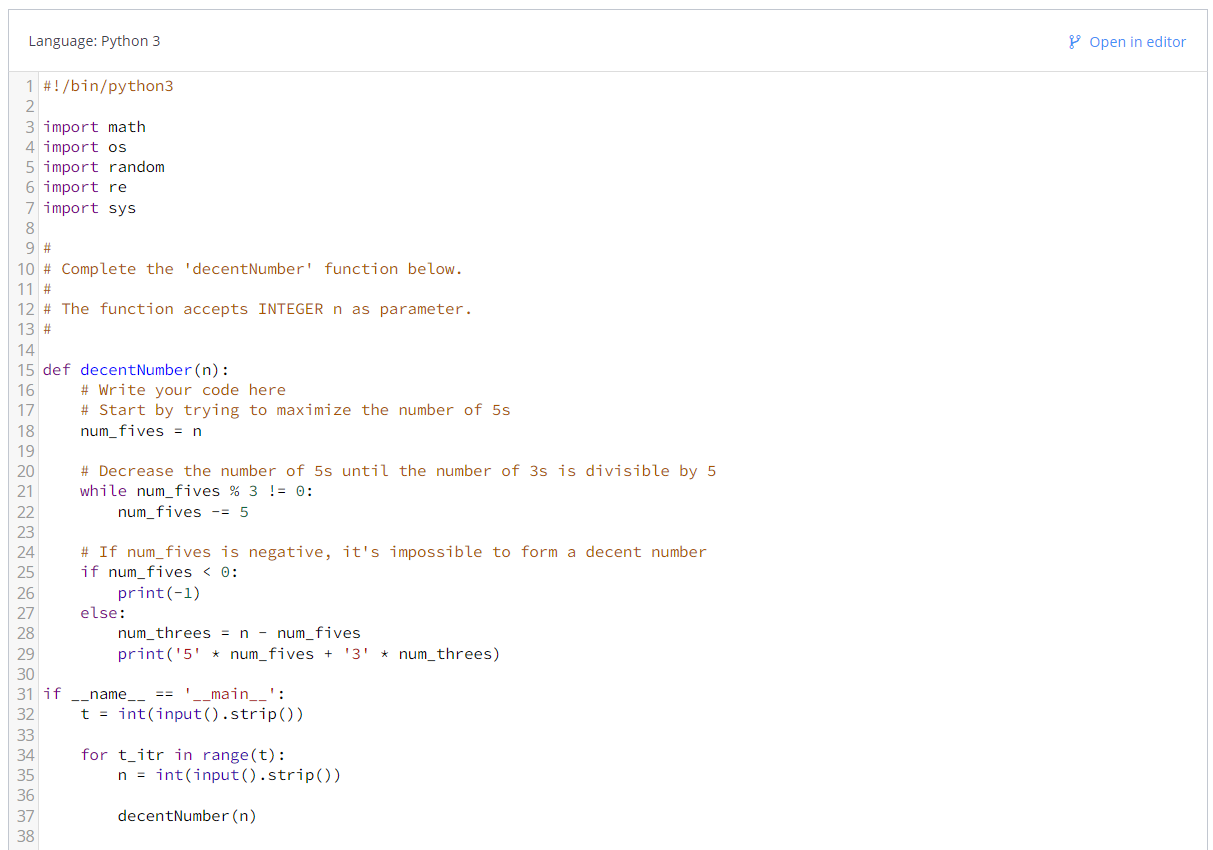 Language: Python 3
Open in editor
1 #!/bin/python3
2
3 import math
4 import os
5 import random
6 import re
7 import sys
8
9 #
10 # Complete the 'decentNumber' function below.
11 #
12 # The function accepts INTEGER n as parameter.
13 #
14
15 def decentNumber(n):
16     # Write your code here
17     # Start by trying to maximize the number of 5s
18     num_fives = n
19
20     # Decrease the number of 5s until the number of 3s is divisible by 5
21     while num_fives % 3 != 0:
22         num_fives -= 5
23
24     # If num_fives is negative, it's impossible to form a decent number
25     if num_fives < 0:
26         print(-1)
27     else:
28         num_threes = n - num_fives
29         print('5' * num_fives + '3' * num_threes)
30
31 if __name__ == '__main__':
32     t = int(input().strip())
33
34     for t_itr in range(t):
35         n = int(input().strip())
36
37         decentNumber(n)
38